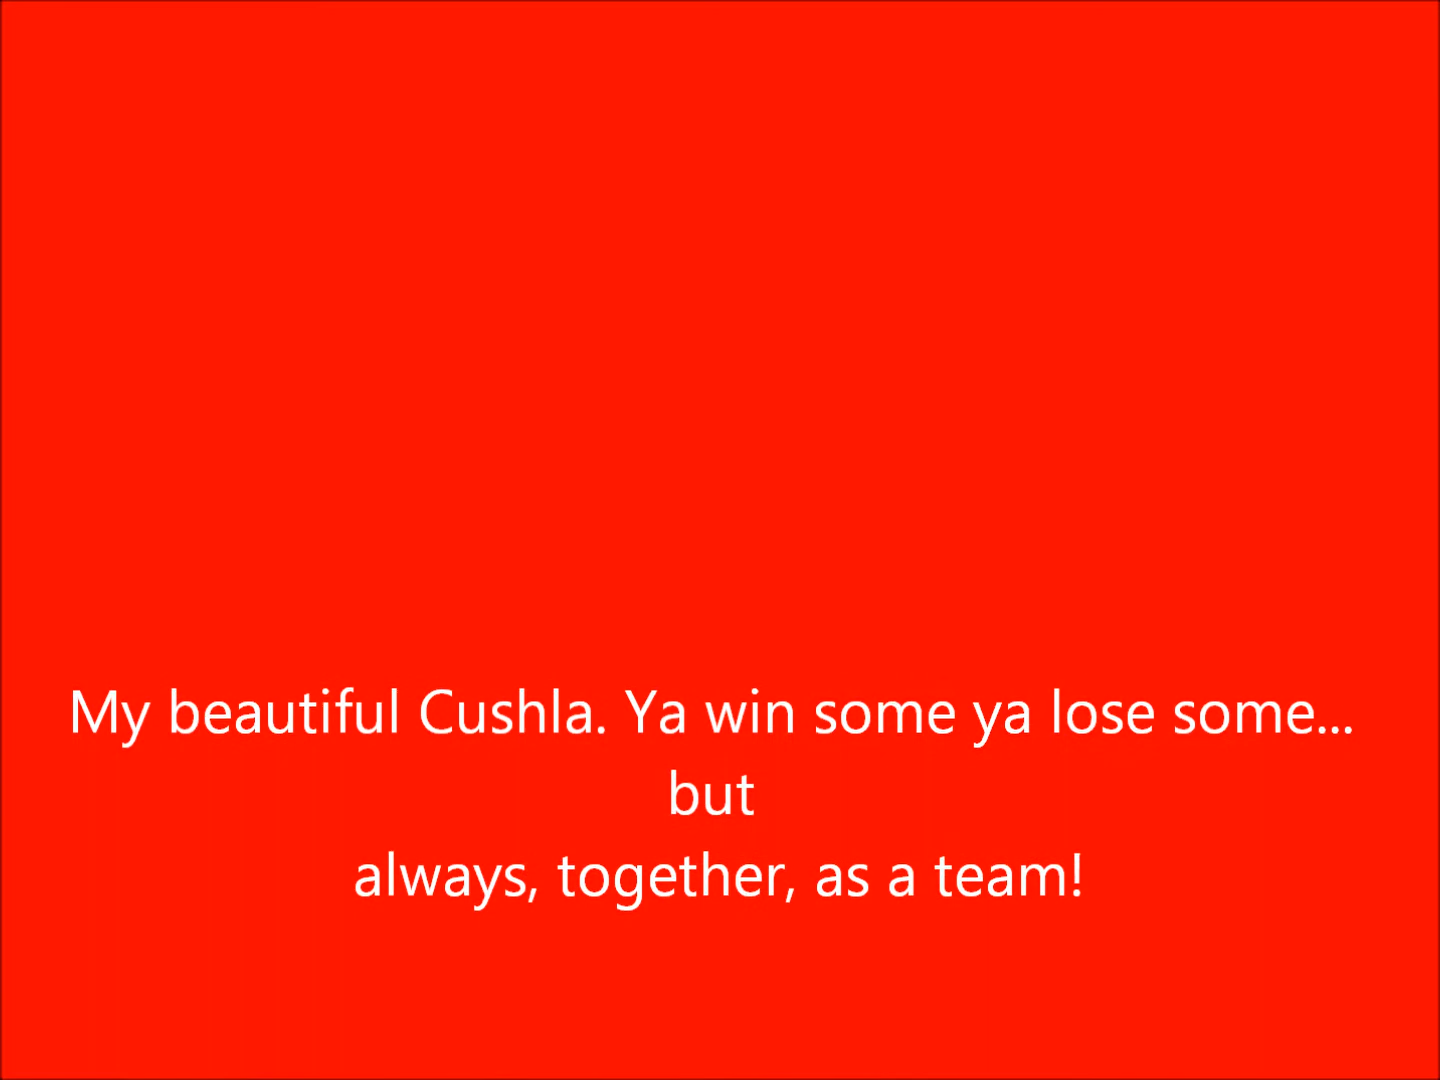 My beautiful Cushla. Ya win some ya lose some...
but
always, together, as a team!